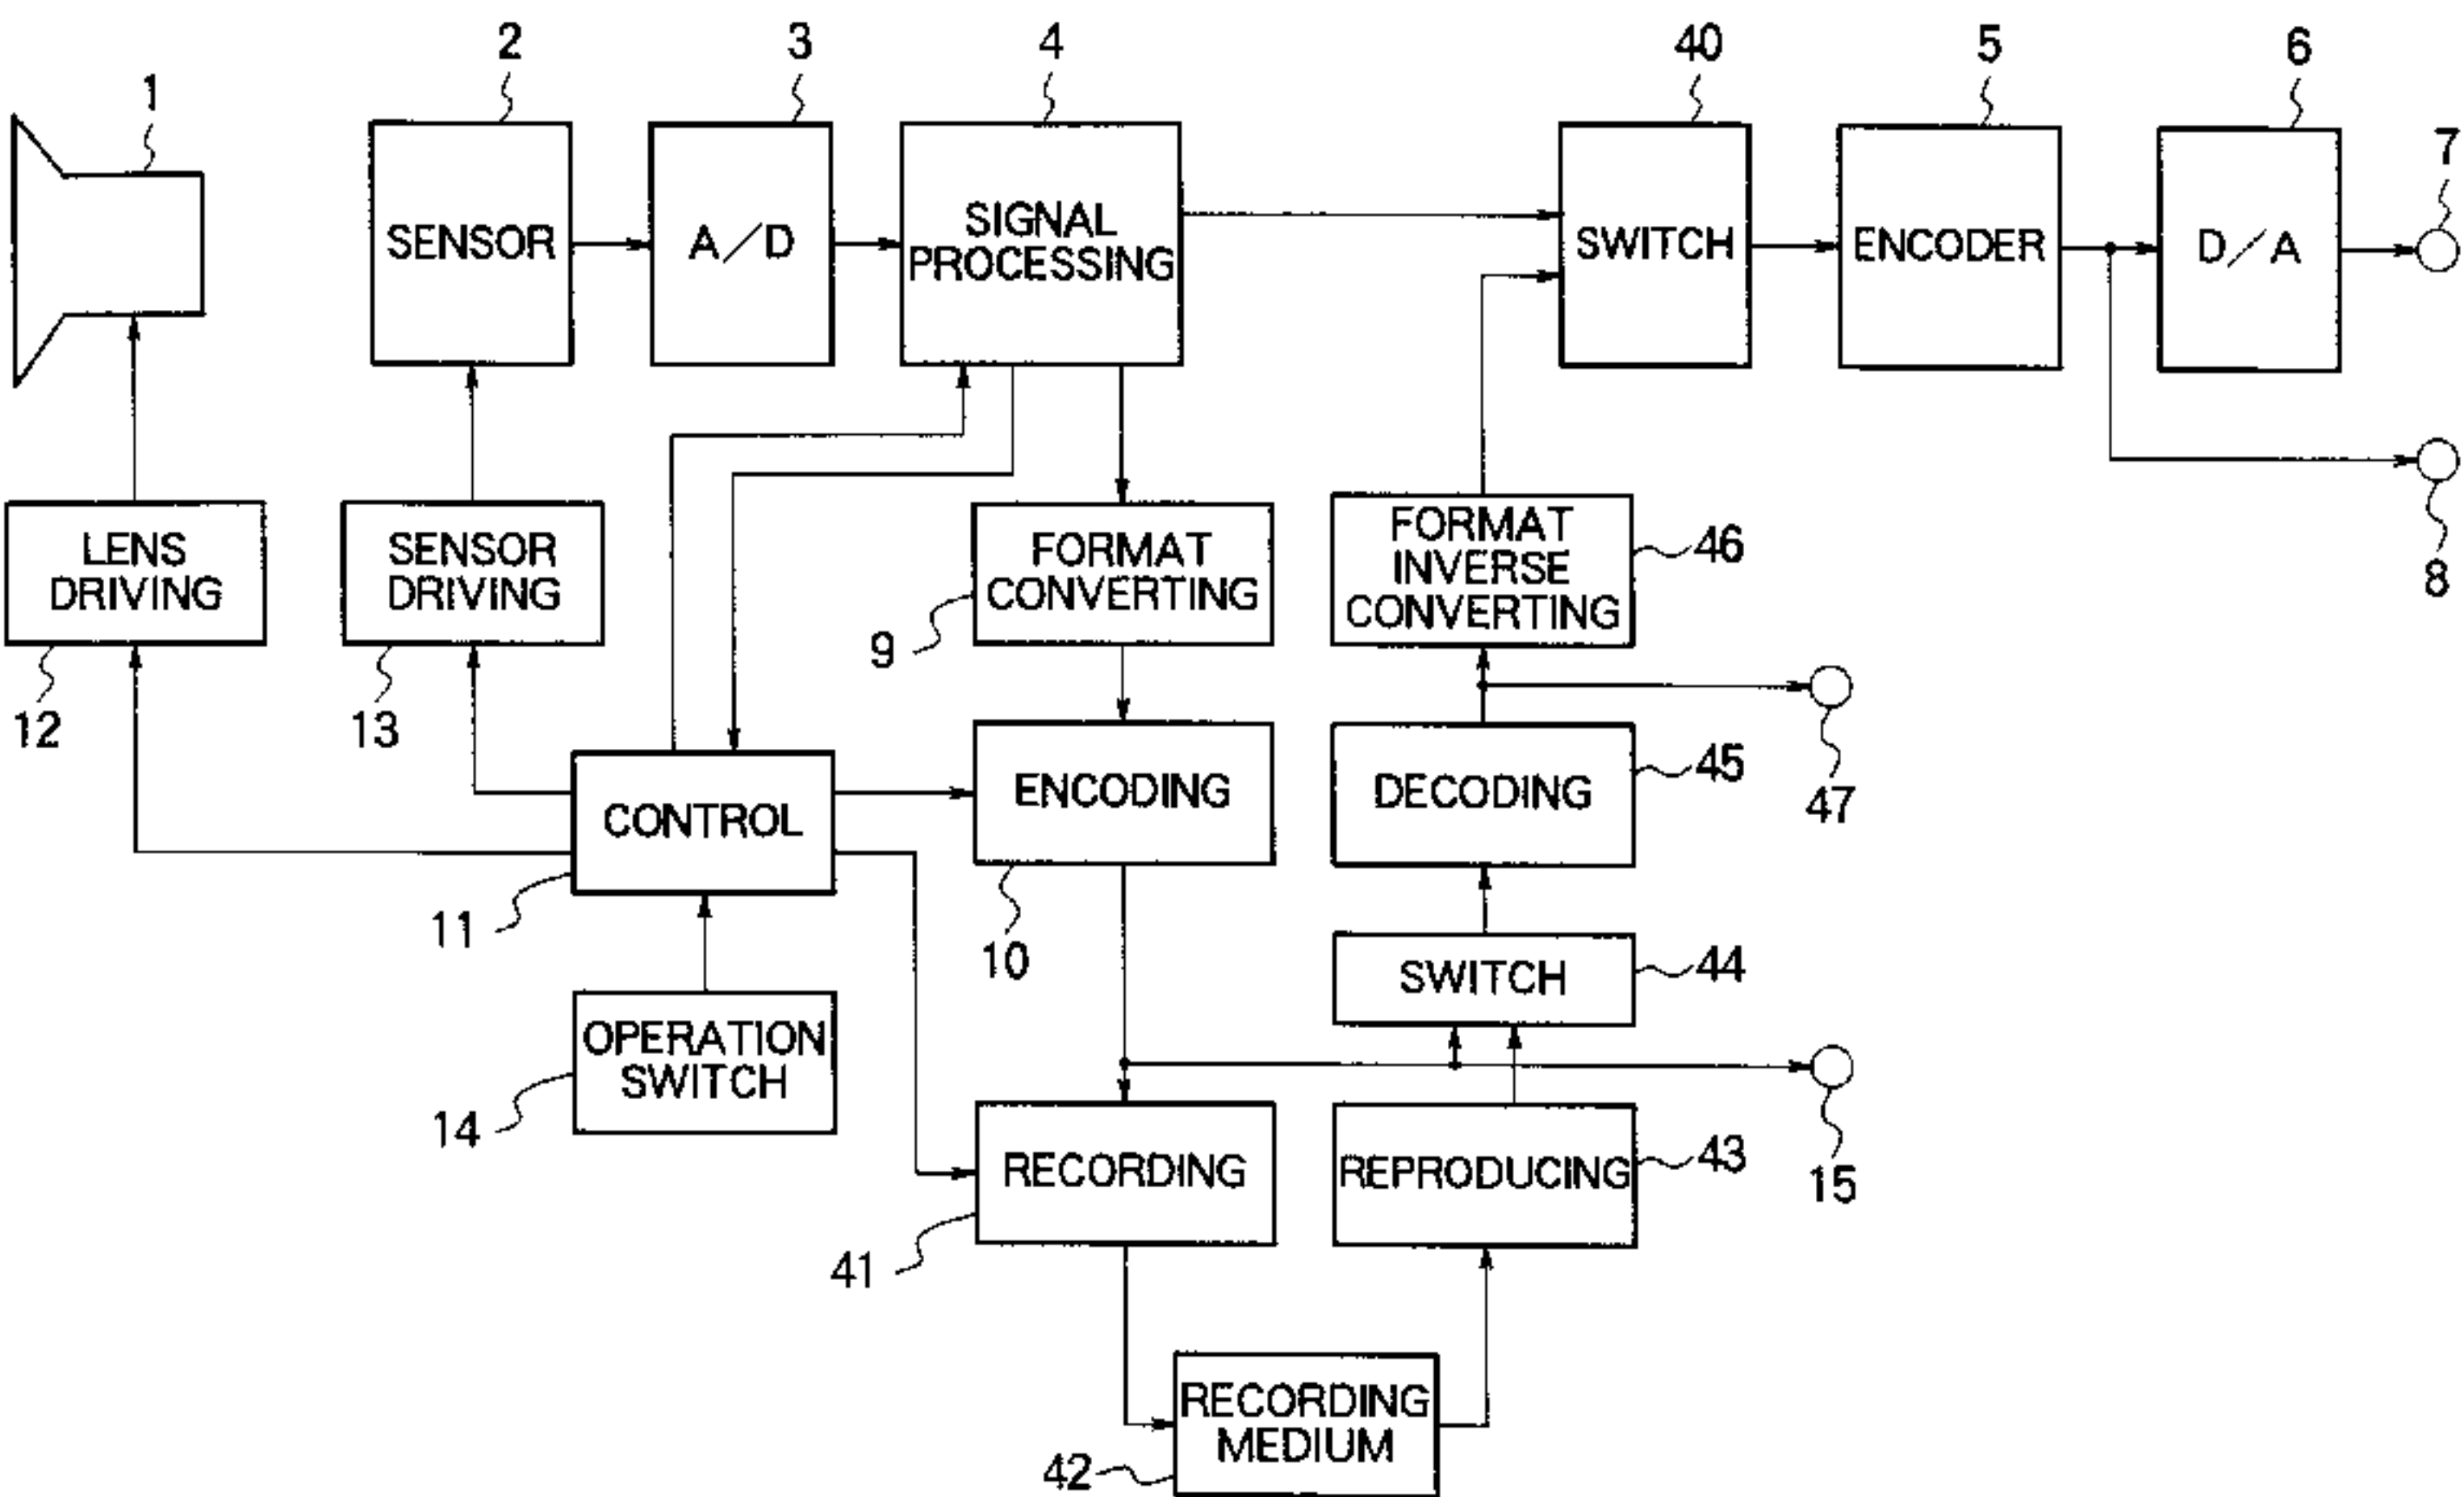 1
2
3
4
40
5
6
7
SENSOR
A/D
SIGNAL
PROCESSING
SWITCH
ENCODER
D/A
8
LENS
DRIVING
SENSOR
DRIVING
FORMAT
CONVERTING
FORMAT
INVERSE
CONVERTING
46
9
12
13
47
CONTROL
ENCODING
DECODING
45
11
10
SWITCH
44
OPERATION
SWITCH
14
RECORDING
REPRODUCING
43
15
41
RECORDING
MEDIUM
42